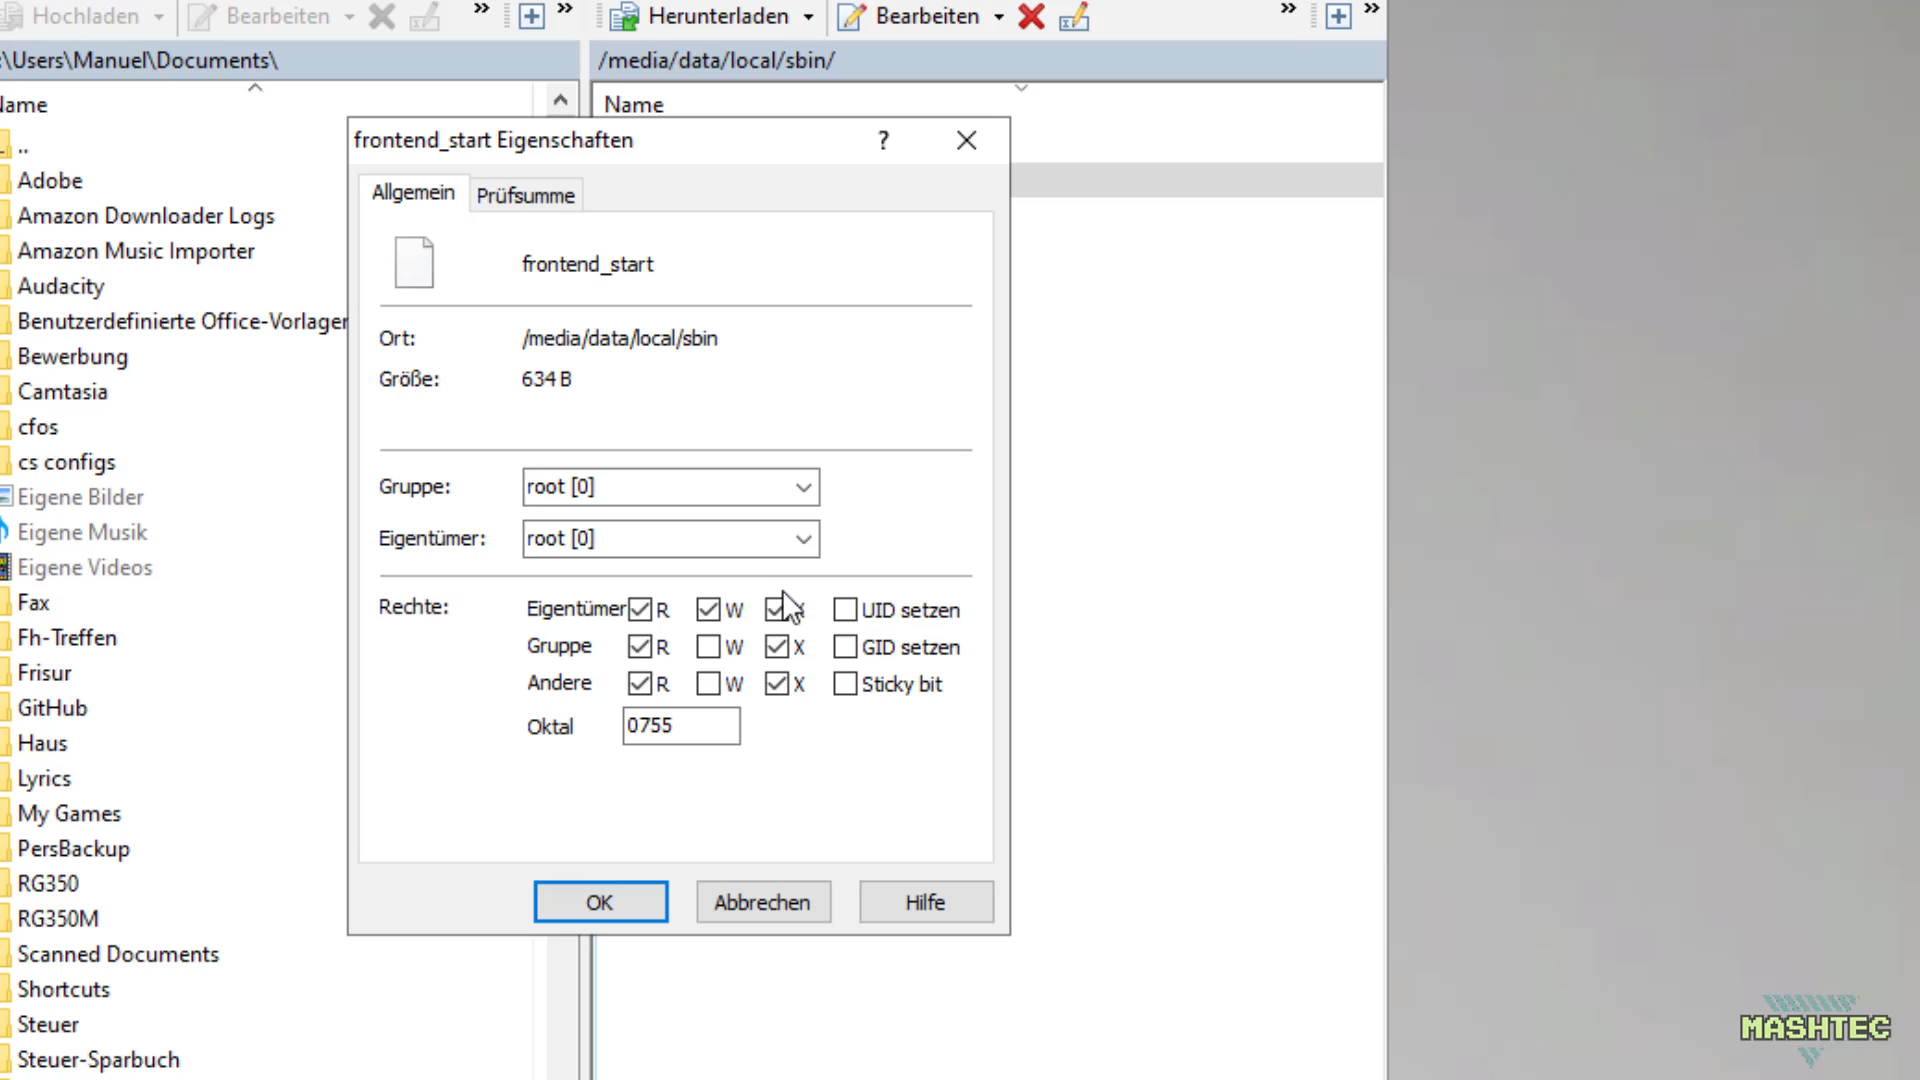 Hochladen Bearbeiten » » Herunterladen Bearbeiten » »
:\Users\Manuel\Documents\ /media/data/local/sbin/
Name Name
frontend_start Eigenschaften ? 
Allgemein Prüfsumme
frontend_start
Ort: /media/data/local/sbin
Größe: 634 B
Gruppe: root [0]
Eigentümer: root [0]
Rechte: Eigentümer R W X UID setzen
Gruppe R W X GID setzen
Andere R W X Sticky bit
Oktal 0755
OK Abbrechen Hilfe
..
Adobe
Amazon Downloader Logs
Amazon Music Importer
Audacity
Benutzerdefinierte Office-Vorlagen
Bewerbung
Camtasia
cfos
cs configs
Eigene Bilder
Eigene Musik
Eigene Videos
Fax
Fh-Treffen
Frisur
GitHub
Haus
Lyrics
My Games
PersBackup
RG350
RG350M
Scanned Documents
Shortcuts
Steuer
Steuer-Sparbuch
MASHTEC